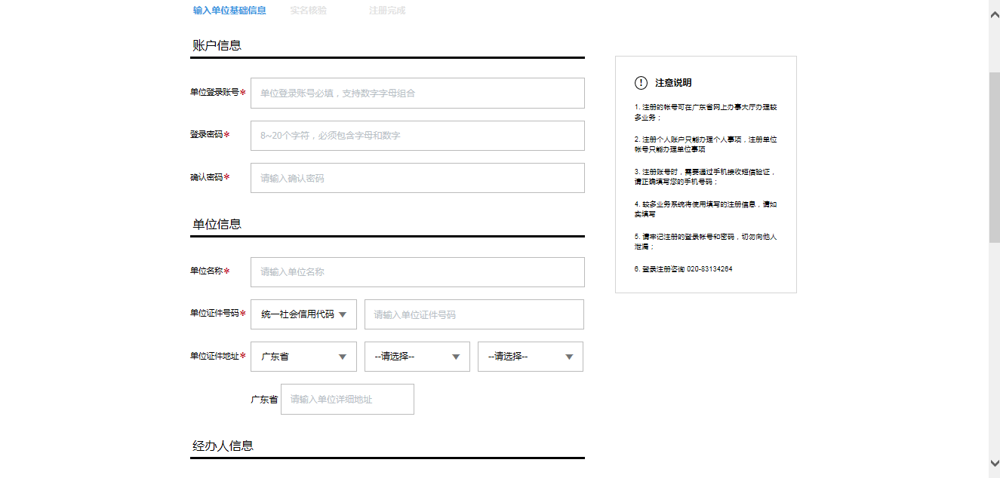 输入单位基础信息 实名核验 注册完成
账户信息
单位登录账号* 单位登录账号必填，支持数字字母组合
登录密码* 8~20个字符，必须包含字母和数字
确认密码* 请输入确认密码
单位信息
单位名称* 请输入单位名称
单位证件号码* 统一社会信用代码 请输入单位证件号码
单位证件地址* 广东省 --请选择-- --请选择--
广东省 请输入单位详细地址
经办人信息
! 注意说明
1. 注册的帐号可在广东省网上办事大厅办理较
多业务；
2. 注册个人账户只能办理个人事项，注册单位
帐号只能办理单位事项
3. 注册账号时，需要通过手机接收短信验证，
请正确填写您的手机号码；
4. 较多业务系统将使用填写的注册信息，请如
实填写
5. 请牢记注册的登录帐号和密码，切勿向他人
泄漏；
6. 登录注册咨询 020-83134264